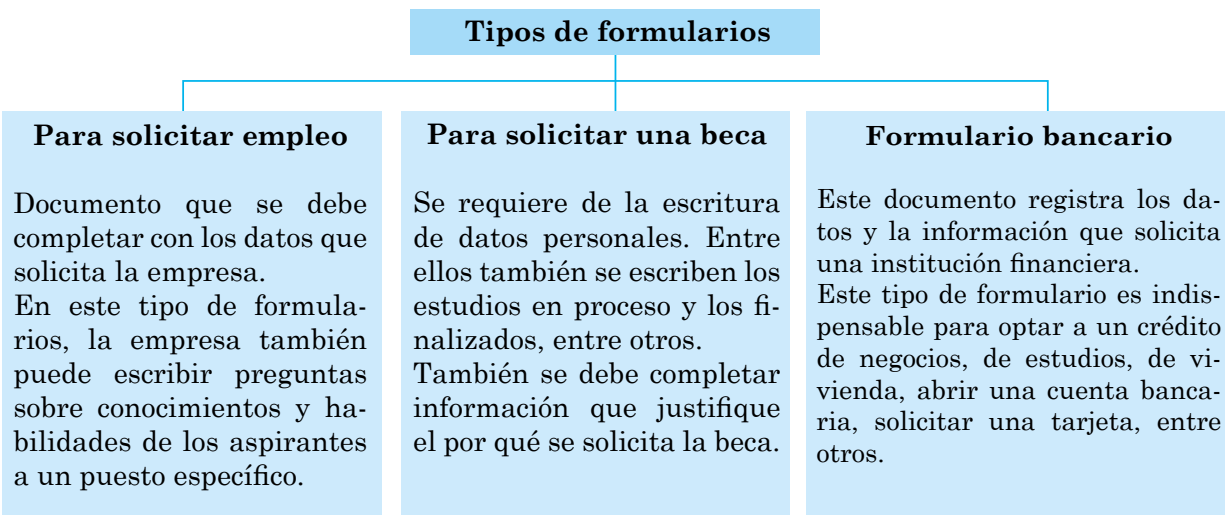 Tipos de formularios
Para solicitar empleo
Documento que se debe
completar con los datos que
solicita la empresa.
En este tipo de formula-
rios, la empresa también
puede escribir preguntas
sobre conocimientos y ha-
bilidades de los aspirantes
a un puesto específico.
Para solicitar una beca
Se requiere de la escritura
de datos personales. Entre
ellos también se escriben los
estudios en proceso y los fi-
nalizados, entre otros.
También se debe completar
información que justifique
el por qué se solicita la beca.
Formulario bancario
Este documento registra los da-
tos y la información que solicita
una institución financiera.
Este tipo de formulario es indis-
pensable para optar a un crédito
de negocios, de estudios, de vi-
vienda, abrir una cuenta banca-
ria, solicitar una tarjeta, entre
otros.